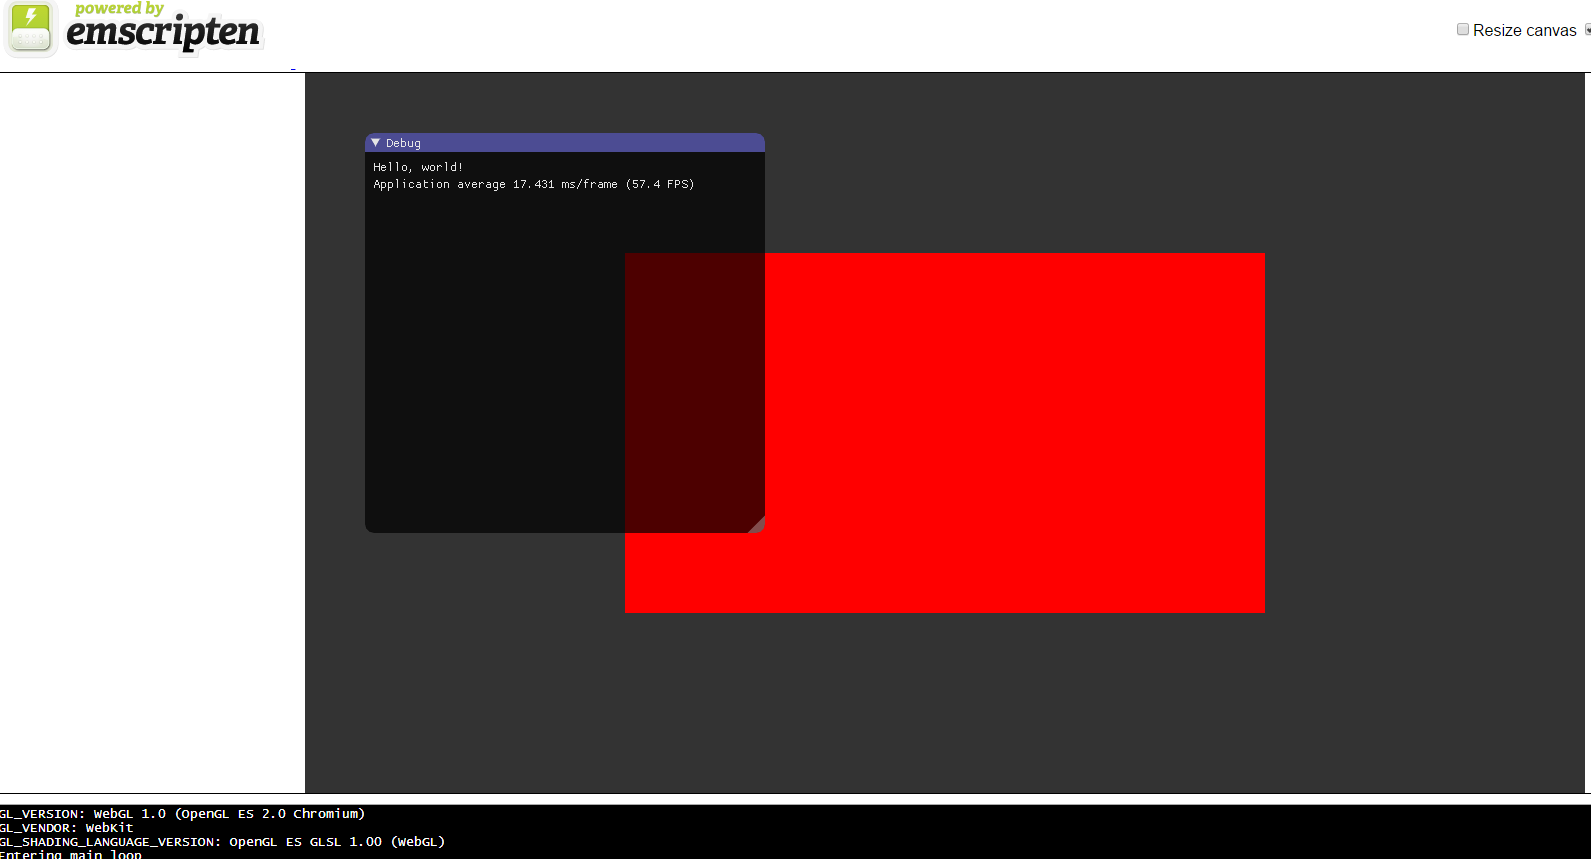 powered by
emscripten
Resize canvas
Debug
Hello, world!
Application average 17.431 ms/frame (57.4 FPS)
GL_VERSION: WebGL 1.0 (OpenGL ES 2.0 Chromium)
GL_VENDOR: WebKit
GL_SHADING_LANGUAGE_VERSION: OpenGL ES GLSL 1.00 (WebGL)
Entering main loop